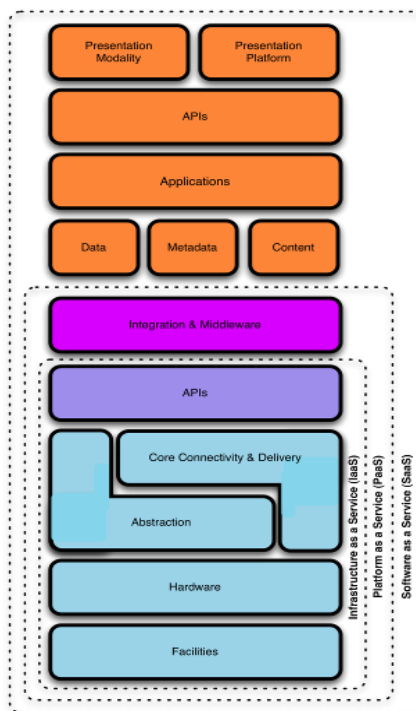 Presentation
Modality
Presentation
Platform
APIs
Applications
Data
Metadata
Content
Integration & Middleware
APIs
Core Connectivity & Delivery
Abstraction
Hardware
Facilities
Infrastructure as a Service (IaaS)
Platform as a Service (PaaS)
Software as a Service (SaaS)